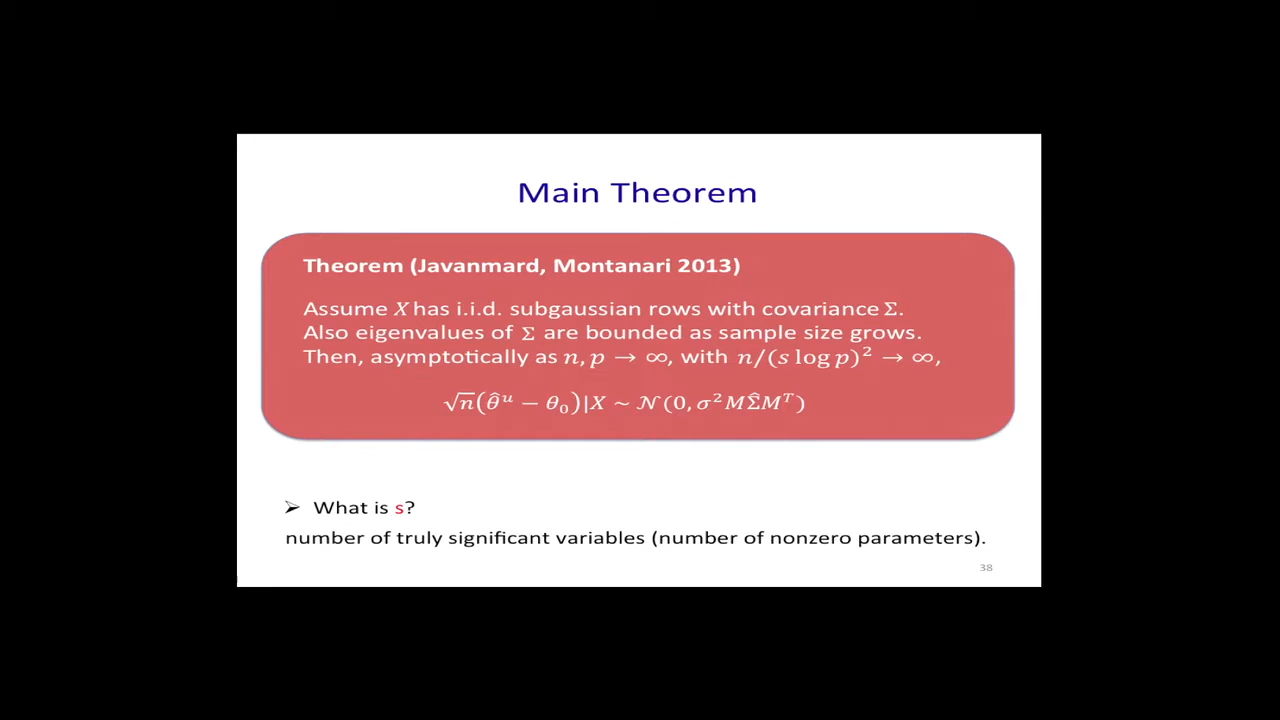 Main Theorem
Theorem (Javanmard, Montanari 2013)
Assume X has i.i.d. subgaussian rows with covariance Σ.
Also eigenvalues of Σ are bounded as sample size grows.
Then, asymptotically as n, p → ∞, with n/(s log p)² → ∞,
√n(θ̂ᵘ − θ₀)|X ~ 𝒩(0, σ²MΣ̂Mᵀ)
➢ What is s?
number of truly significant variables (number of nonzero parameters).
38